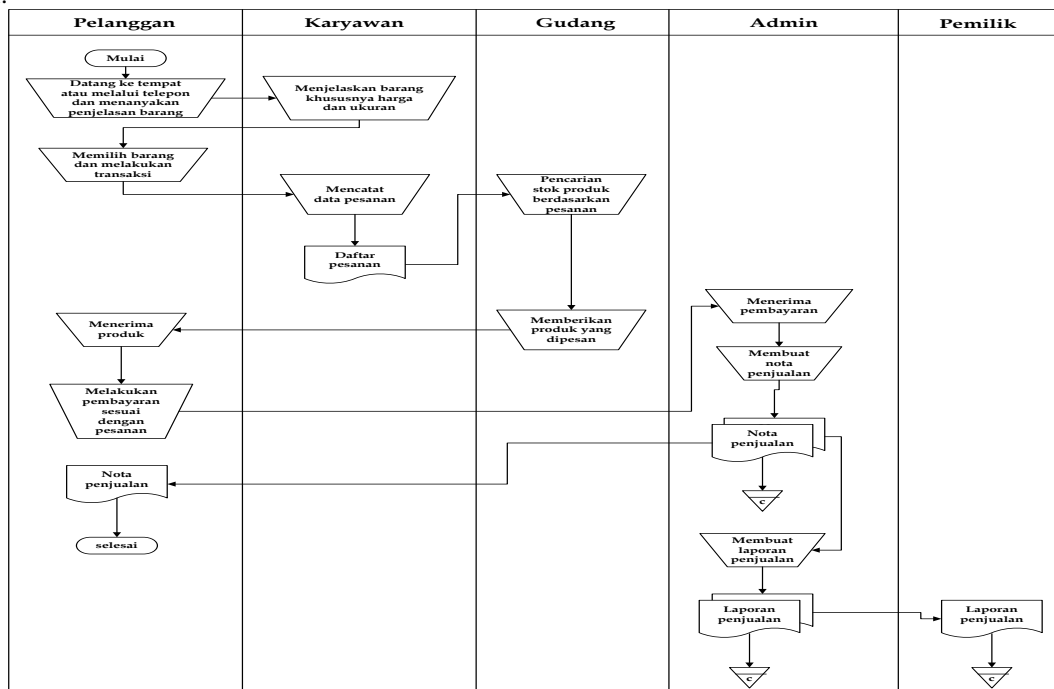 :
Pelanggan
Karyawan
Gudang
Admin
Pemilik
Mulai
Datang ke tempat
atau melalui telepon
dan menanyakan
penjelasan barang
Menjelaskan barang
khususnya harga
dan ukuran
Memilih barang
dan melakukan
transaksi
Mencatat
data pesanan
Pencarian
stok produk
berdasarkan
pesanan
Daftar
pesanan
Menerima
produk
Memberikan
produk yang
dipesan
Menerima
pembayaran
Membuat
nota
penjualan
Melakukan
pembayaran
sesuai
dengan
pesanan
Nota
penjualan
Nota
penjualan
c
selesai
Membuat
laporan
penjualan
Laporan
penjualan
Laporan
penjualan
c
c